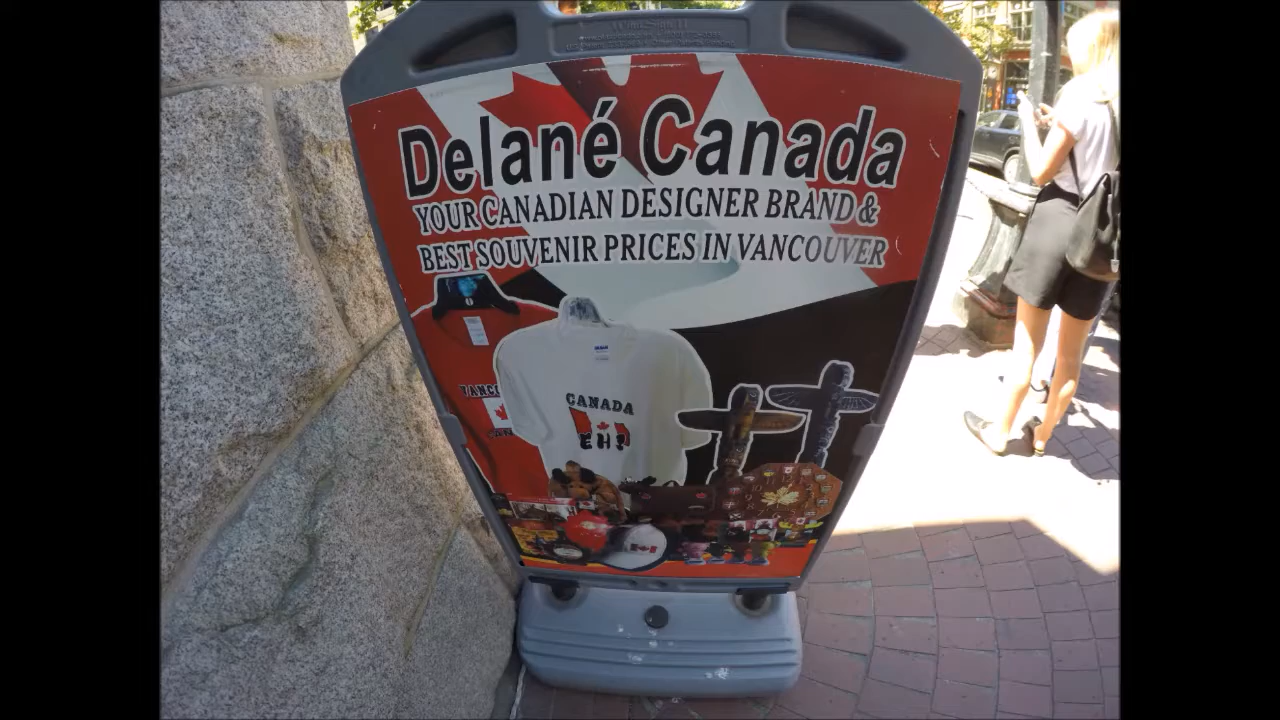 Delané Canada
YOUR CANADIAN DESIGNER BRAND &
BEST SOUVENIR PRICES IN VANCOUVER
CANADA
EH?